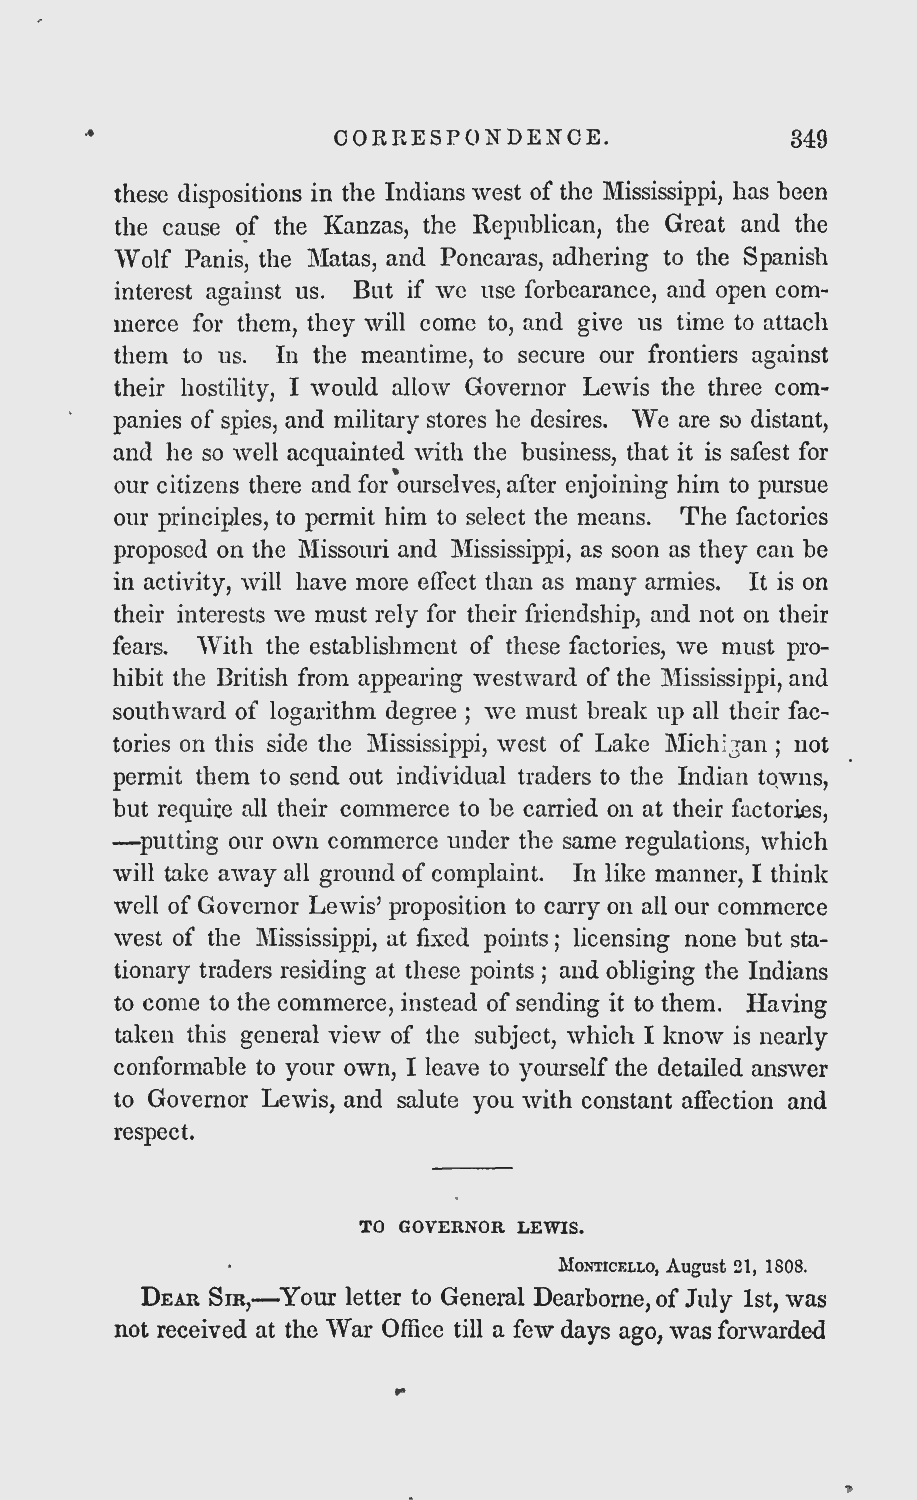 CORRESPONDENCE. 349
these dispositions in the Indians west of the Mississippi, has been
the cause of the Kanzas, the Republican, the Great and the
Wolf Panis, the Matas, and Poncaras, adhering to the Spanish
interest against us. But if we use forbearance, and open com-
merce for them, they will come to, and give us time to attach
them to us. In the meantime, to secure our frontiers against
their hostility, I would allow Governor Lewis the three com-
panies of spies, and military stores he desires. We are so distant,
and he so well acquainted with the business, that it is safest for
our citizens there and for ourselves, after enjoining him to pursue
our principles, to permit him to select the means. The factories
proposed on the Missouri and Mississippi, as soon as they can be
in activity, will have more effect than as many armies. It is on
their interests we must rely for their friendship, and not on their
fears. With the establishment of these factories, we must pro-
hibit the British from appearing westward of the Mississippi, and
southward of logarithm degree ; we must break up all their fac-
tories on this side the Mississippi, west of Lake Michigan ; not
permit them to send out individual traders to the Indian towns,
but require all their commerce to be carried on at their factories,
—putting our own commerce under the same regulations, which
will take away all ground of complaint. In like manner, I think
well of Governor Lewis' proposition to carry on all our commerce
west of the Mississippi, at fixed points ; licensing none but sta-
tionary traders residing at these points ; and obliging the Indians
to come to the commerce, instead of sending it to them. Having
taken this general view of the subject, which I know is nearly
conformable to your own, I leave to yourself the detailed answer
to Governor Lewis, and salute you with constant affection and
respect.
TO GOVERNOR LEWIS.
Monticello, August 21, 1808.
Dear Sir,—Your letter to General Dearborne, of July 1st, was
not received at the War Office till a few days ago, was forwarded